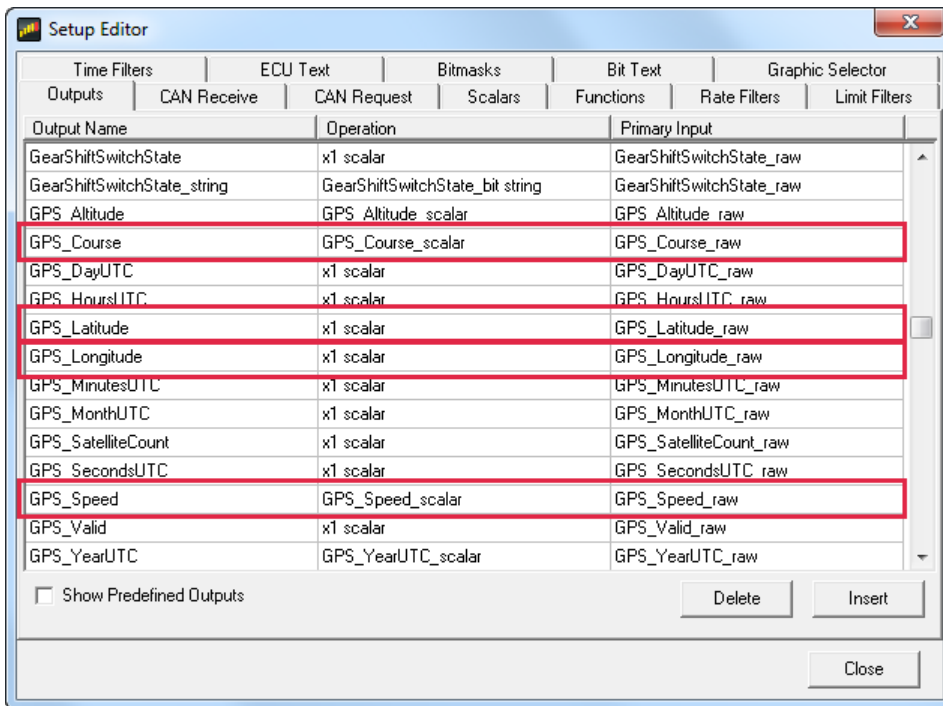 Setup Editor
Time Filters ECU Text Bitmasks Bit Text Graphic Selector
Outputs CAN Receive CAN Request Scalars Functions Rate Filters Limit Filters
Output Name Operation Primary Input
GearShiftSwitchState x1 scalar GearShiftSwitchState_raw
GearShiftSwitchState_string GearShiftSwitchState_bit string GearShiftSwitchState_raw
GPS_Altitude GPS_Altitude_scalar GPS_Altitude_raw
GPS_Course GPS_Course_scalar GPS_Course_raw
GPS_DayUTC x1 scalar GPS_DayUTC_raw
GPS_HoursUTC x1 scalar GPS_HoursUTC_raw
GPS_Latitude x1 scalar GPS_Latitude_raw
GPS_Longitude x1 scalar GPS_Longitude_raw
GPS_MinutesUTC x1 scalar GPS_MinutesUTC_raw
GPS_MonthUTC x1 scalar GPS_MonthUTC_raw
GPS_SatelliteCount x1 scalar GPS_SatelliteCount_raw
GPS_SecondsUTC x1 scalar GPS_SecondsUTC_raw
GPS_Speed GPS_Speed_scalar GPS_Speed_raw
GPS_Valid x1 scalar GPS_Valid_raw
GPS_YearUTC GPS_YearUTC_scalar GPS_YearUTC_raw
Show Predefined Outputs Delete Insert
Close